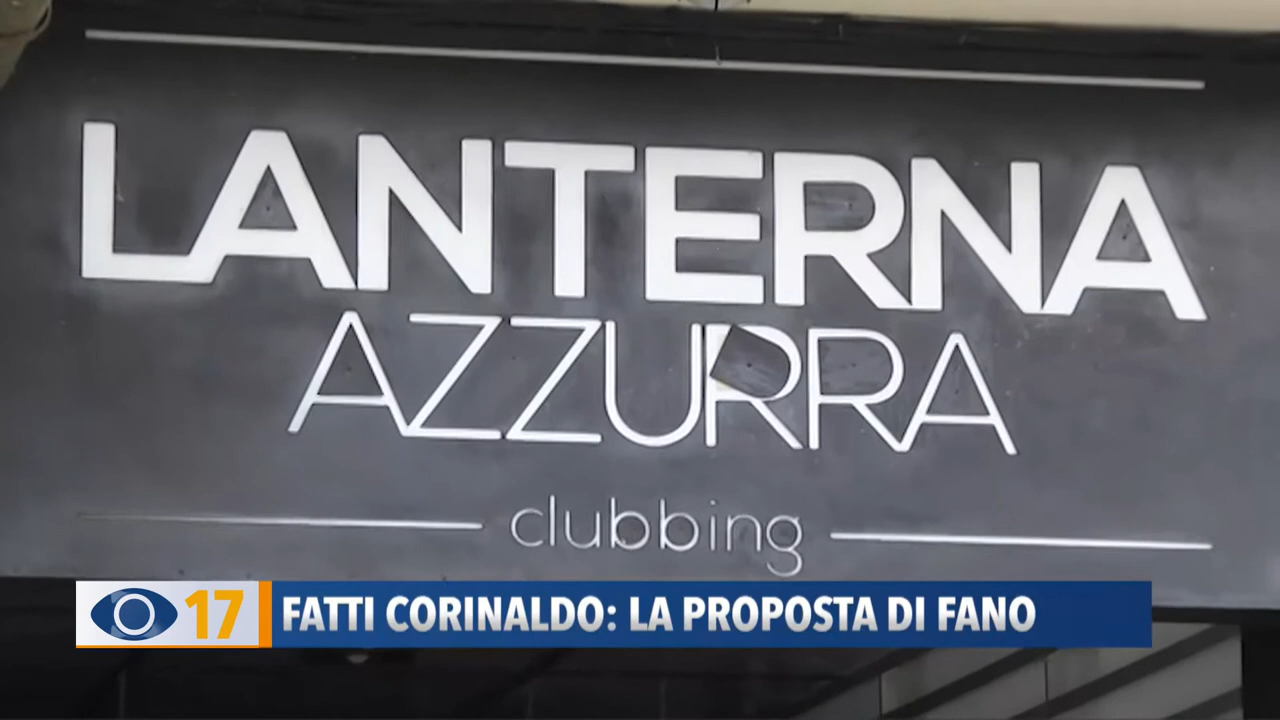 LANTERNA
AZZURRA
clubbing
17 FATTI CORINALDO: LA PROPOSTA DI FANO